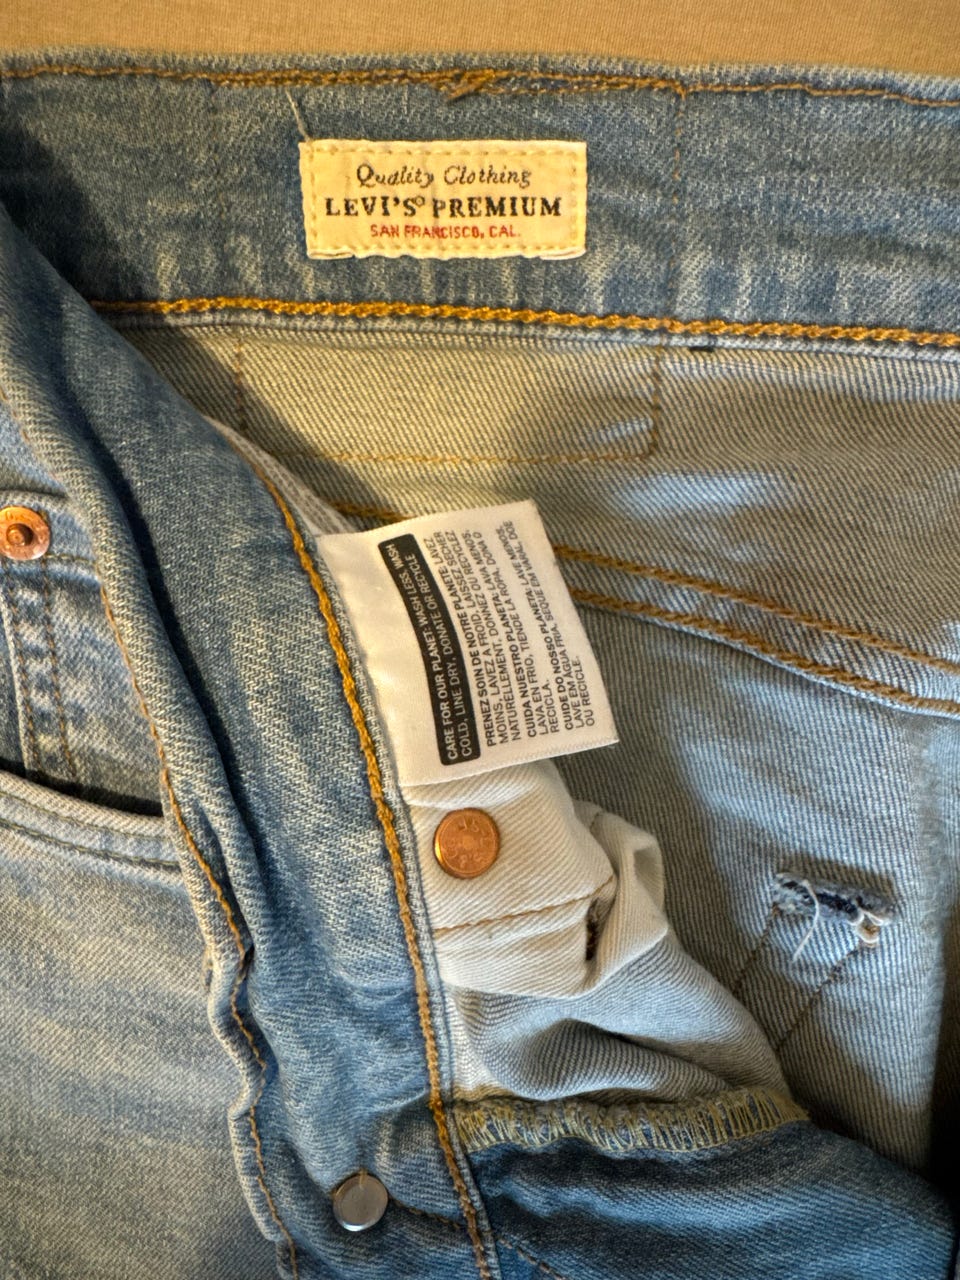 Quality Clothing
LEVI'S® PREMIUM
SAN FRANCISCO, CAL.
CARE FOR OUR PLANET: WASH LESS, WASH
COLD, LINE DRY, DONATE OR RECYCLE.
PRENEZ SOIN DE NOTRE PLANÈTE : LAVEZ
MOINS, LAVEZ À FROID, LAISSEZ SÉCHER
NATURELLEMENT, DONNEZ OU RECYCLEZ.
CUIDA NUESTRO PLANETA: LAVA MENOS,
LAVA EN FRÍO, TIENDE LA ROPA, DONA O
RECICLA.
CUIDE DO NOSSO PLANETA: LAVE MENOS,
LAVE EM ÁGUA FRIA, SEQUE EM VARAL, DOE
OU RECICLE.